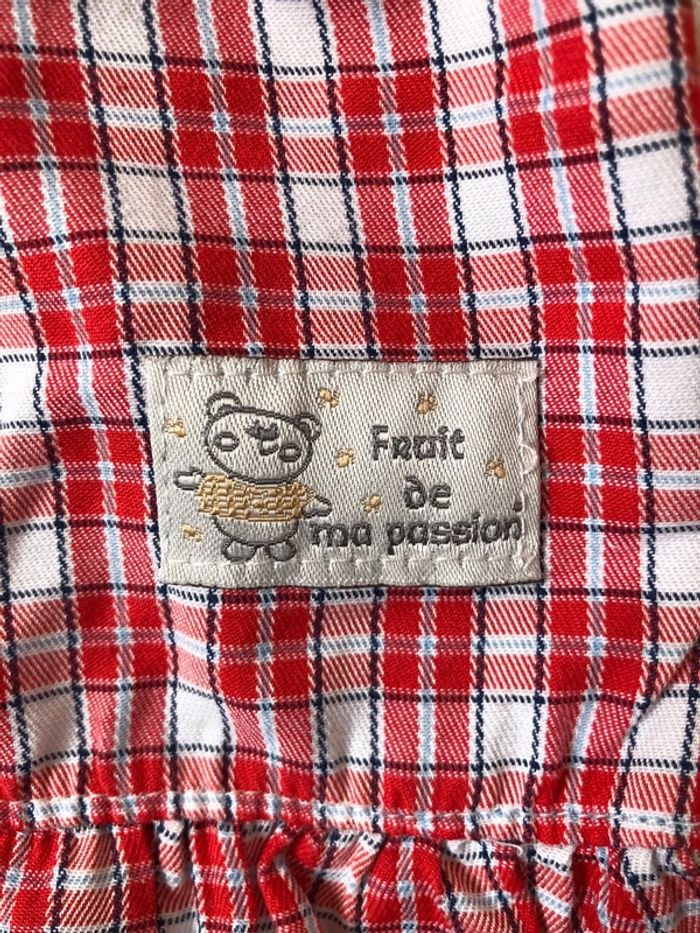 Fruit
de
ma passion